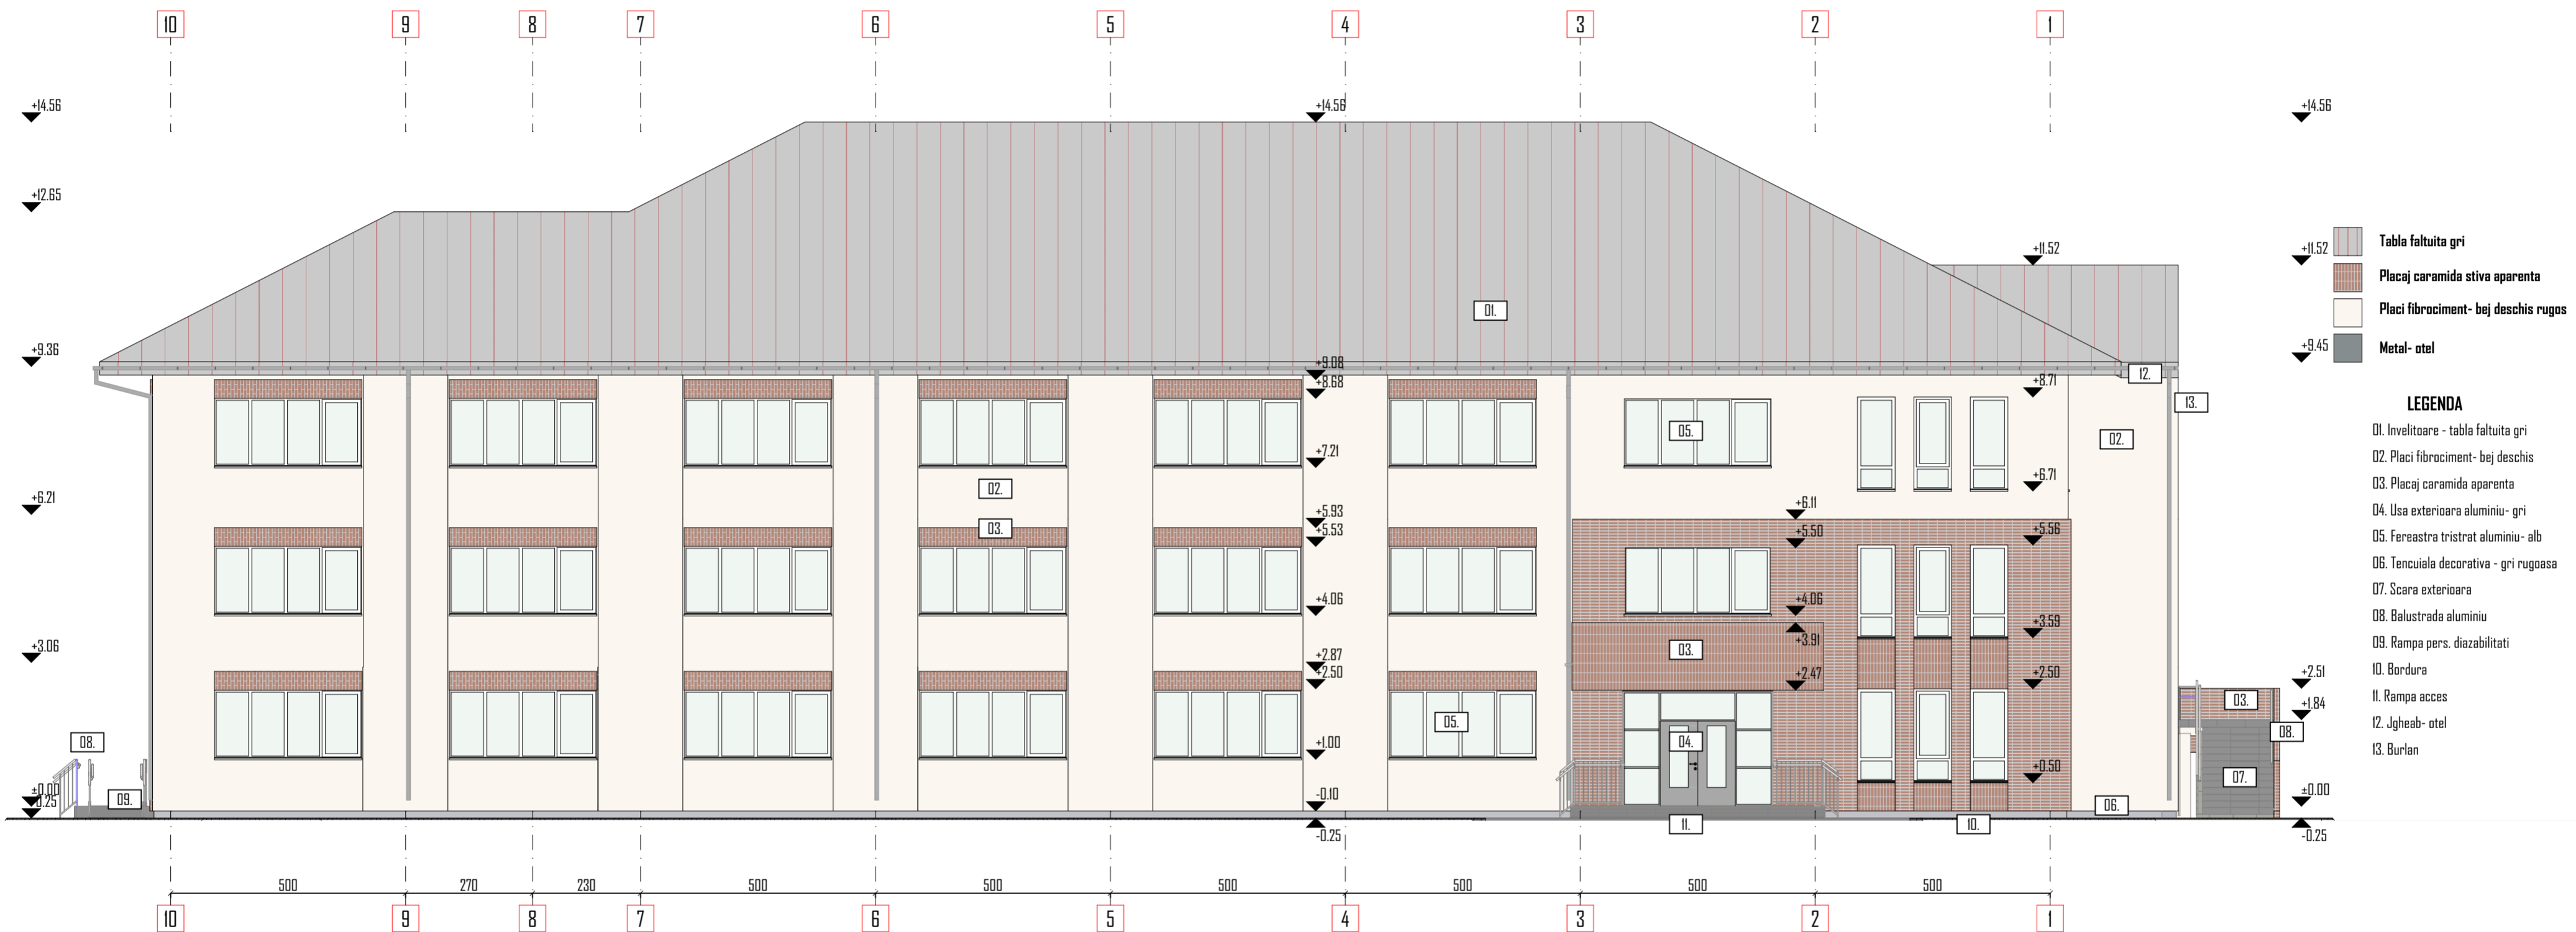 10 9 8 7 6 5 4 3 2 1
+14.56 +14.56 +14.56
+12.65
+11.52 +11.52
Tabla faltuita gri
Placaj caramida stiva aparenta
Placi fibrociment- bej deschis rugos
Metal- otel
01.
+9.36 +9.08 +9.45
+8.68 +8.71
12.
13.
05.
02.
+7.21
+6.71
02.
+6.21
+6.11
03.
+5.93
+5.53 +5.50 +5.56
+4.06 +4.06
+3.59
+3.91
03.
+3.06
+2.87
+2.50 +2.47 +2.50 +2.51
03.
+1.84
05.
08.
04.
08.
+1.00
07.
+0.50
±0.00
-0.25
09.
-0.10
06.
±0.00
11.
10.
-0.25 -0.25
LEGENDA
01. Invelitoare - tabla faltuita gri
02. Placi fibrociment- bej deschis
03. Placaj caramida aparenta
04. Usa exterioara aluminiu- gri
05. Fereastra tristrat aluminiu- alb
06. Tencuiala decorativa - gri rugoasa
07. Scara exterioara
08. Balustrada aluminiu
09. Rampa pers. diazabilitati
10. Bordura
11. Rampa acces
12. Jgheab- otel
13. Burlan
500 270 230 500 500 500 500 500 500
10 9 8 7 6 5 4 3 2 1